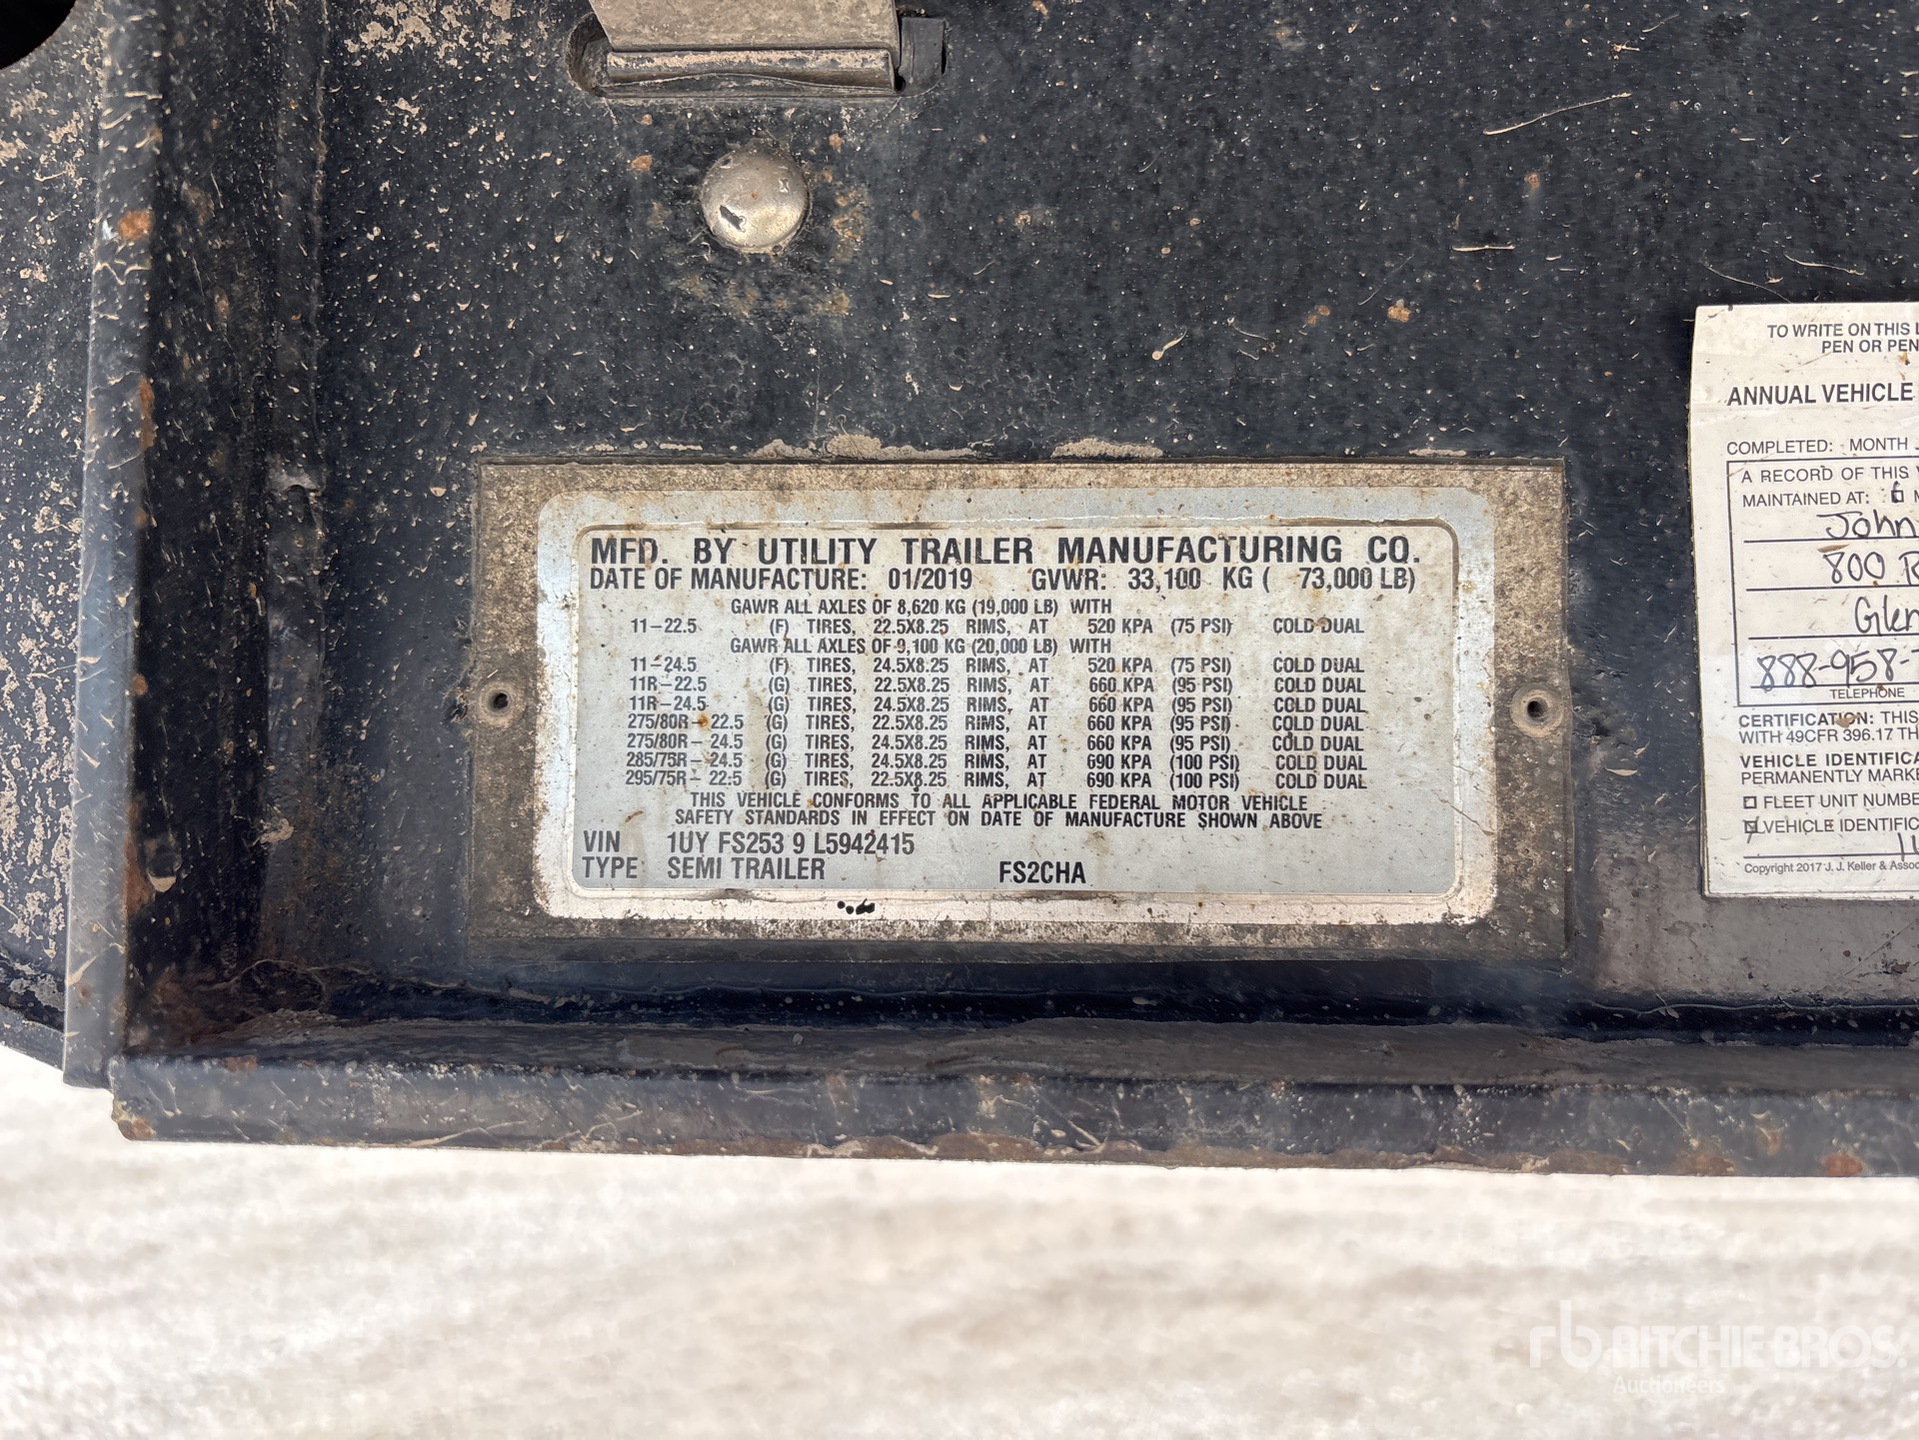 MFD. BY UTILITY TRAILER MANUFACTURING CO.
DATE OF MANUFACTURE: 01/2019 GVWR: 33,100 KG ( 73,000 LB)
GAWR ALL AXLES OF 8,620 KG (19,000 LB) WITH
11-22.5 (F) TIRES, 22.5X8.25 RIMS, AT 520 KPA (75 PSI) COLD DUAL
GAWR ALL AXLES OF 9,100 KG (20,000 LB) WITH
11-24.5 (F) TIRES, 24.5X8.25 RIMS, AT 520 KPA (75 PSI) COLD DUAL
11R-22.5 (G) TIRES, 22.5X8.25 RIMS, AT 660 KPA (95 PSI) COLD DUAL
11R-24.5 (G) TIRES, 24.5X8.25 RIMS, AT 660 KPA (95 PSI) COLD DUAL
275/80R-22.5 (G) TIRES, 22.5X8.25 RIMS, AT 660 KPA (95 PSI) COLD DUAL
275/80R-24.5 (G) TIRES, 24.5X8.25 RIMS, AT 660 KPA (95 PSI) COLD DUAL
285/75R-24.5 (G) TIRES, 24.5X8.25 RIMS, AT 690 KPA (100 PSI) COLD DUAL
295/75R-22.5 (G) TIRES, 22.5X8.25 RIMS, AT 690 KPA (100 PSI) COLD DUAL
THIS VEHICLE CONFORMS TO ALL APPLICABLE FEDERAL MOTOR VEHICLE
SAFETY STANDARDS IN EFFECT ON DATE OF MANUFACTURE SHOWN ABOVE
VIN 1UY FS253 9 L5942415
TYPE SEMI TRAILER FS2CHA
TO WRITE ON THIS
PEN OR PEN
ANNUAL VEHICLE
COMPLETED: MONTH
A RECORD OF THIS
MAINTAINED AT:
John
800
Glen
888-958-
TELEPHONE
CERTIFICATION: THIS
WITH 49CFR 396.17 TH
VEHICLE IDENTIFICA
PERMANENTLY MARKE
FLEET UNIT NUMBE
VEHICLE IDENTIFIC
Copyright 2017 J. J. Keller & Assoc
rb RITCHIE BROS.
Auctioneers